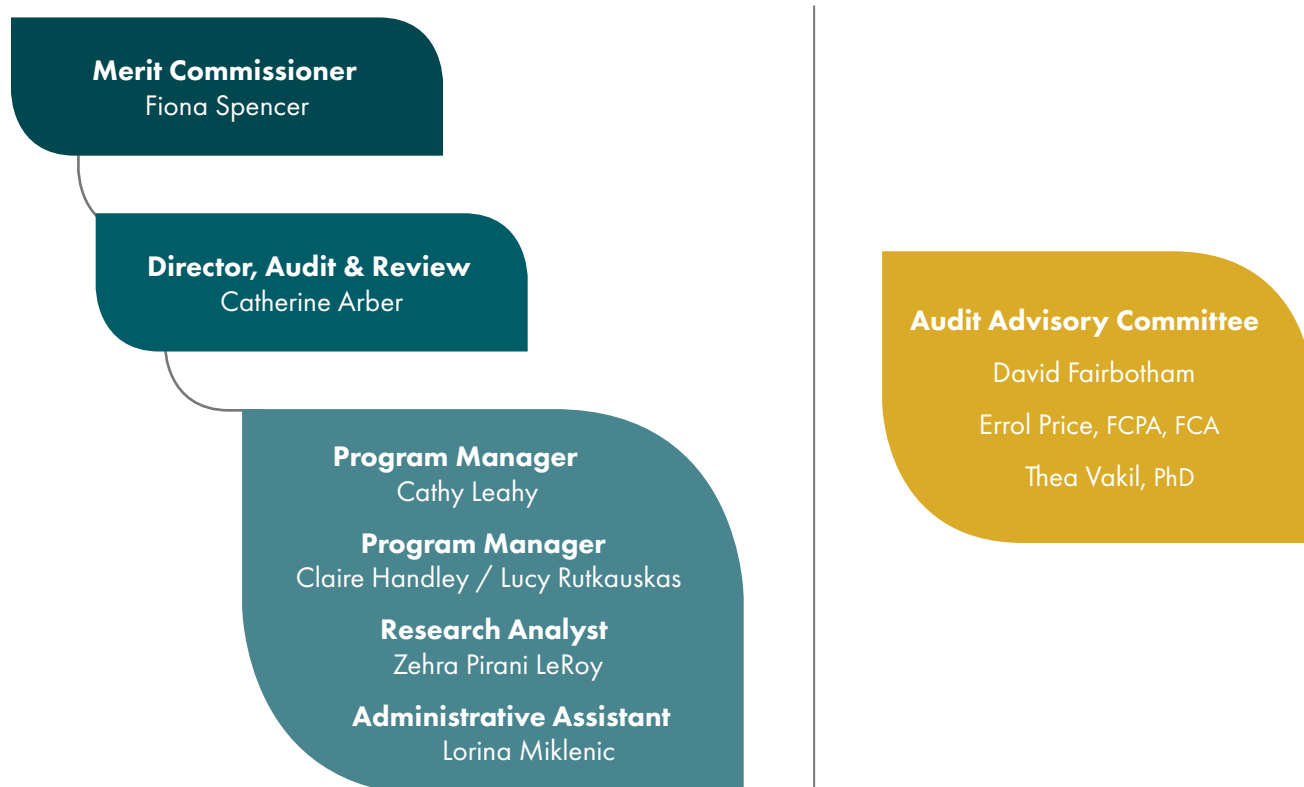 Merit Commissioner
Fiona Spencer
Director, Audit & Review
Catherine Arber
Program Manager
Cathy Leahy
Program Manager
Claire Handley / Lucy Rutkauskas
Research Analyst
Zehra Pirani LeRoy
Administrative Assistant
Lorina Miklenic
Audit Advisory Committee
David Fairbotham
Errol Price, FCPA, FCA
Thea Vakil, PhD